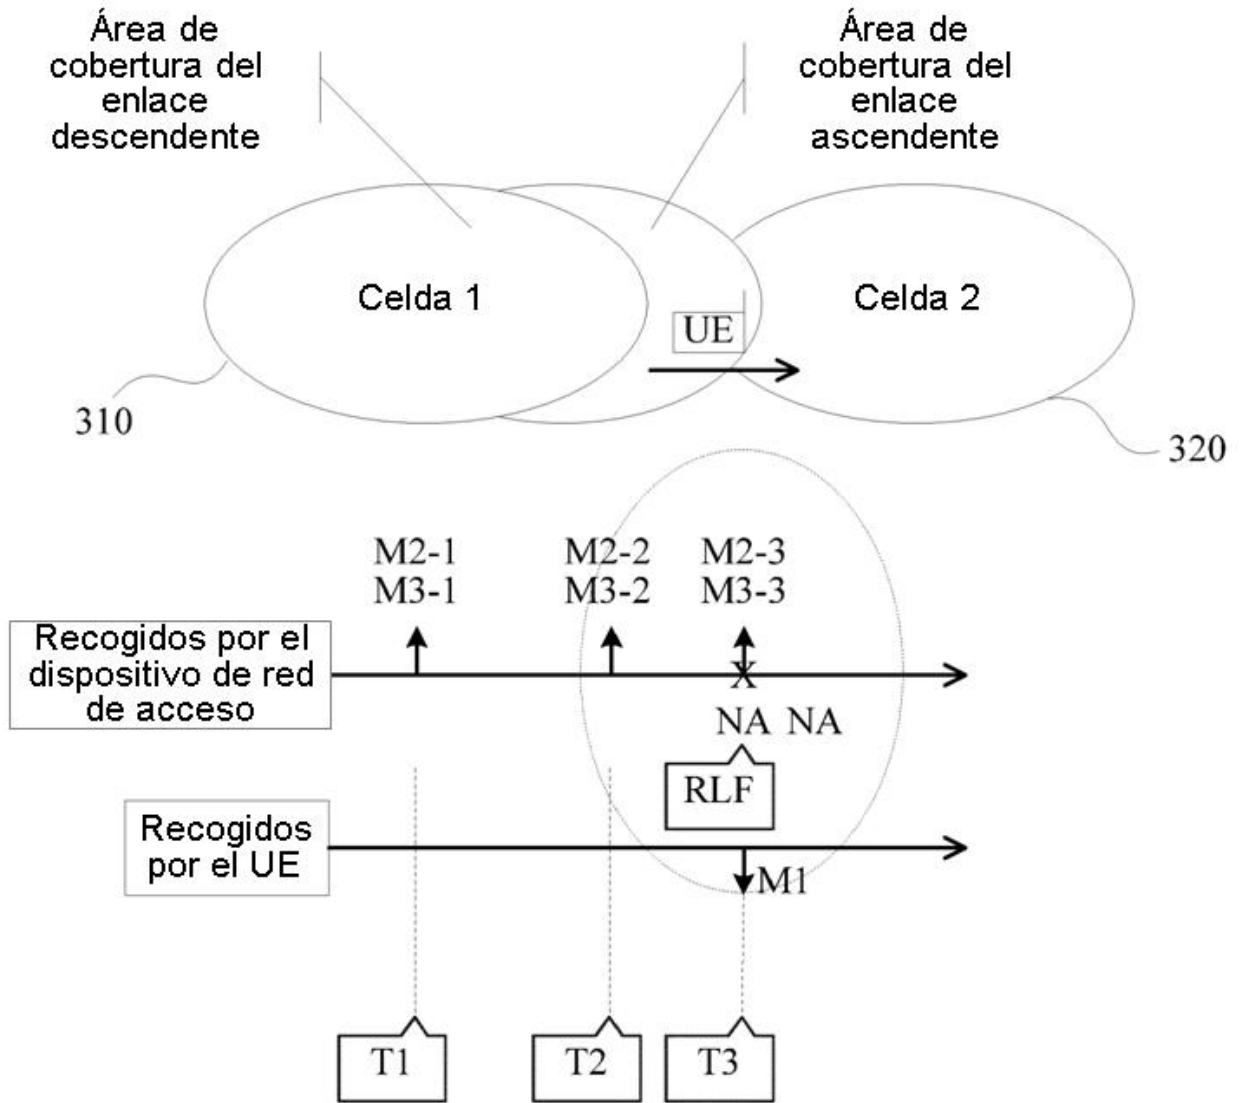 Área de
cobertura del
enlace
descendente
Área de
cobertura del
enlace
ascendente
Celda 1
Celda 2
UE
310
320
M2-1
M3-1
M2-2
M3-2
M2-3
M3-3
Recogidos por el
dispositivo de red
de acceso
X
NA NA
RLF
Recogidos
por el UE
M1
T1
T2
T3